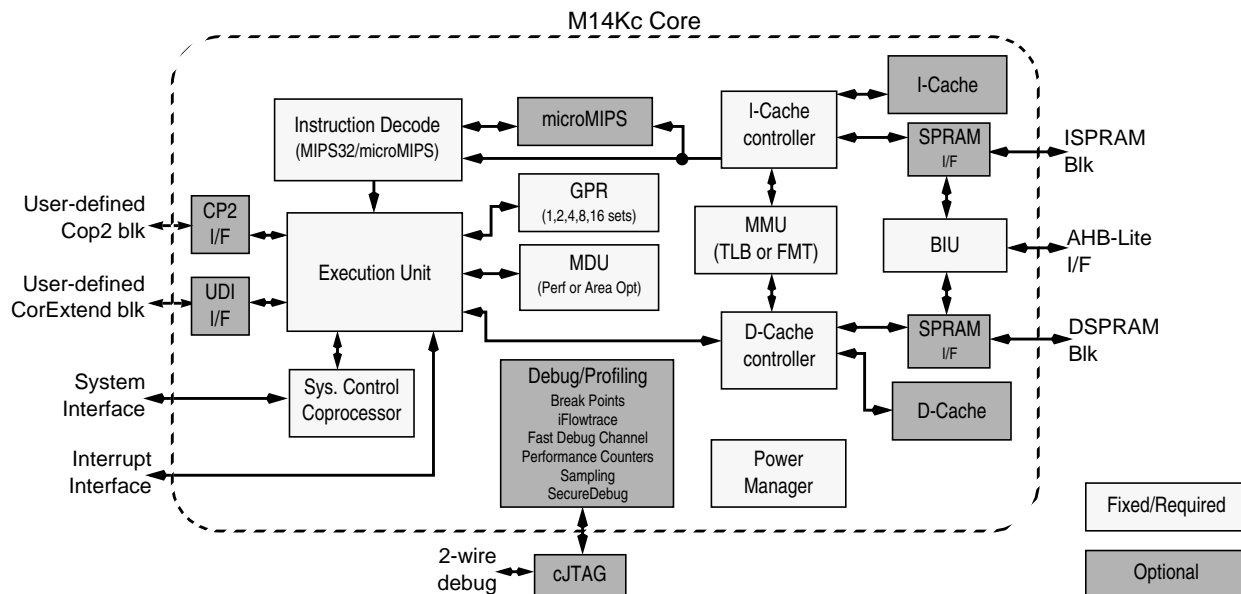 M14Kc Core
I-Cache
Instruction Decode
(MIPS32/microMIPS)
microMIPS
I-Cache
controller
SPRAM
I/F
ISPRAM
Blk
User-defined
Cop2 blk
CP2
I/F
GPR
(1,2,4,8,16 sets)
Execution Unit
MMU
(TLB or FMT)
BIU
AHB-Lite
I/F
MDU
(Perf or Area Opt)
User-defined
CorExtend blk
UDI
I/F
D-Cache
controller
SPRAM
I/F
DSPRAM
Blk
System
Interface
Sys. Control
Coprocessor
Debug/Profiling
Break Points
iFlowtrace
Fast Debug Channel
Performance Counters
Sampling
SecureDebug
D-Cache
Interrupt
Interface
Power
Manager
Fixed/Required
2-wire
debug
cJTAG
Optional